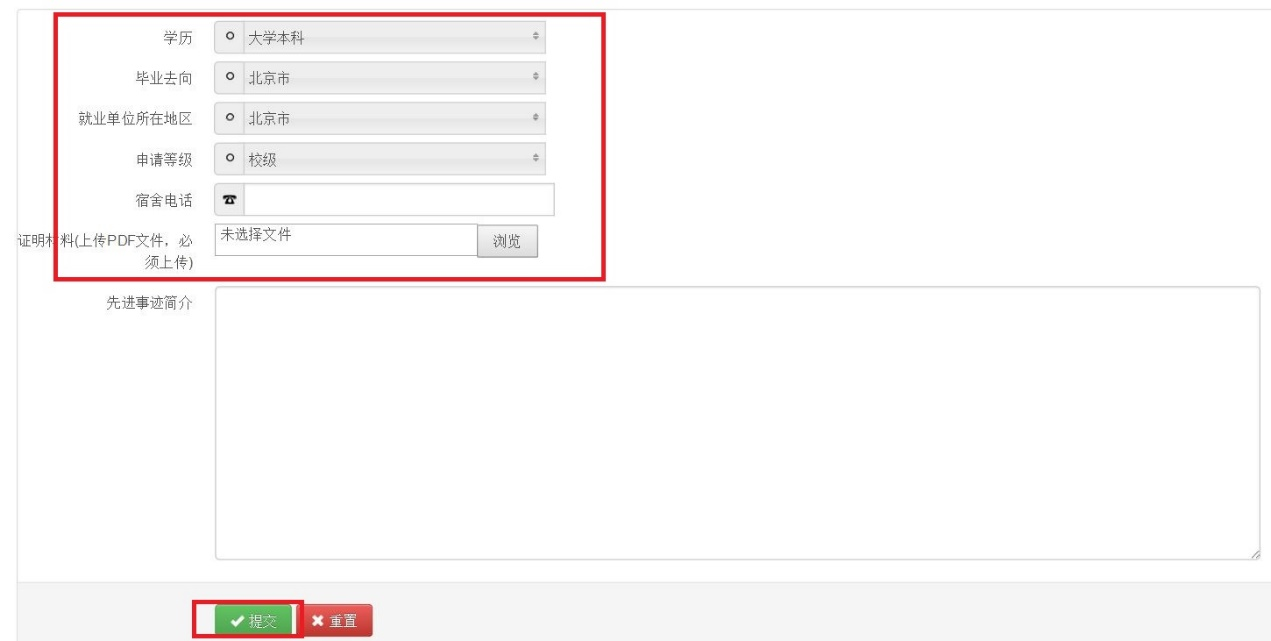 学历 大学本科
毕业去向 北京市
就业单位所在地区 北京市
申请等级 校级
宿舍电话
证明材料(上传PDF文件，必 未选择文件 浏览
须上传)
先进事迹简介
提交 重置